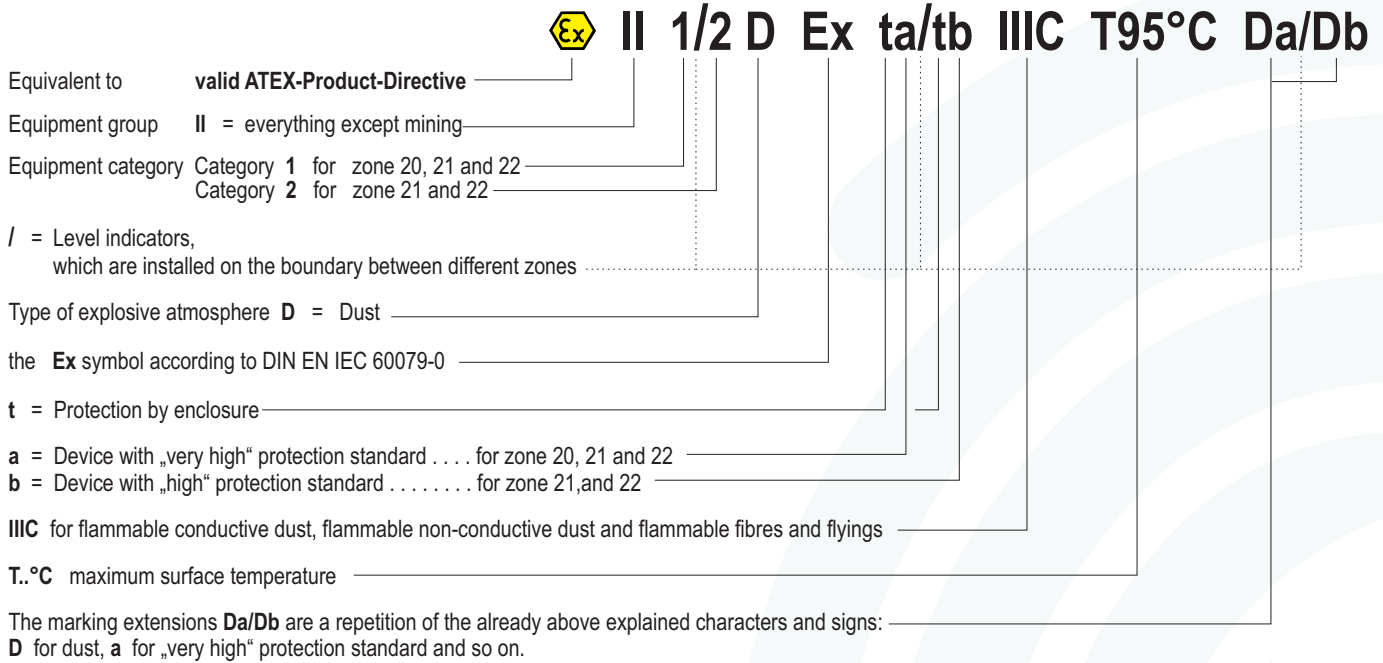 Ex II 1/2 D Ex ta/tb IIIC T95°C Da/Db
Equivalent to valid ATEX-Product-Directive
Equipment group II = everything except mining
Equipment category Category 1 for zone 20, 21 and 22
Category 2 for zone 21 and 22
/ = Level indicators,
which are installed on the boundary between different zones
Type of explosive atmosphere D = Dust
the Ex symbol according to DIN EN IEC 60079-0
t = Protection by enclosure
a = Device with „very high“ protection standard . . . . for zone 20, 21 and 22
b = Device with „high“ protection standard . . . . . . . . for zone 21,and 22
IIIC for flammable conductive dust, flammable non-conductive dust and flammable fibres and flyings
T..°C maximum surface temperature
The marking extensions Da/Db are a repetition of the already above explained characters and signs:
D for dust, a for „very high“ protection standard and so on.